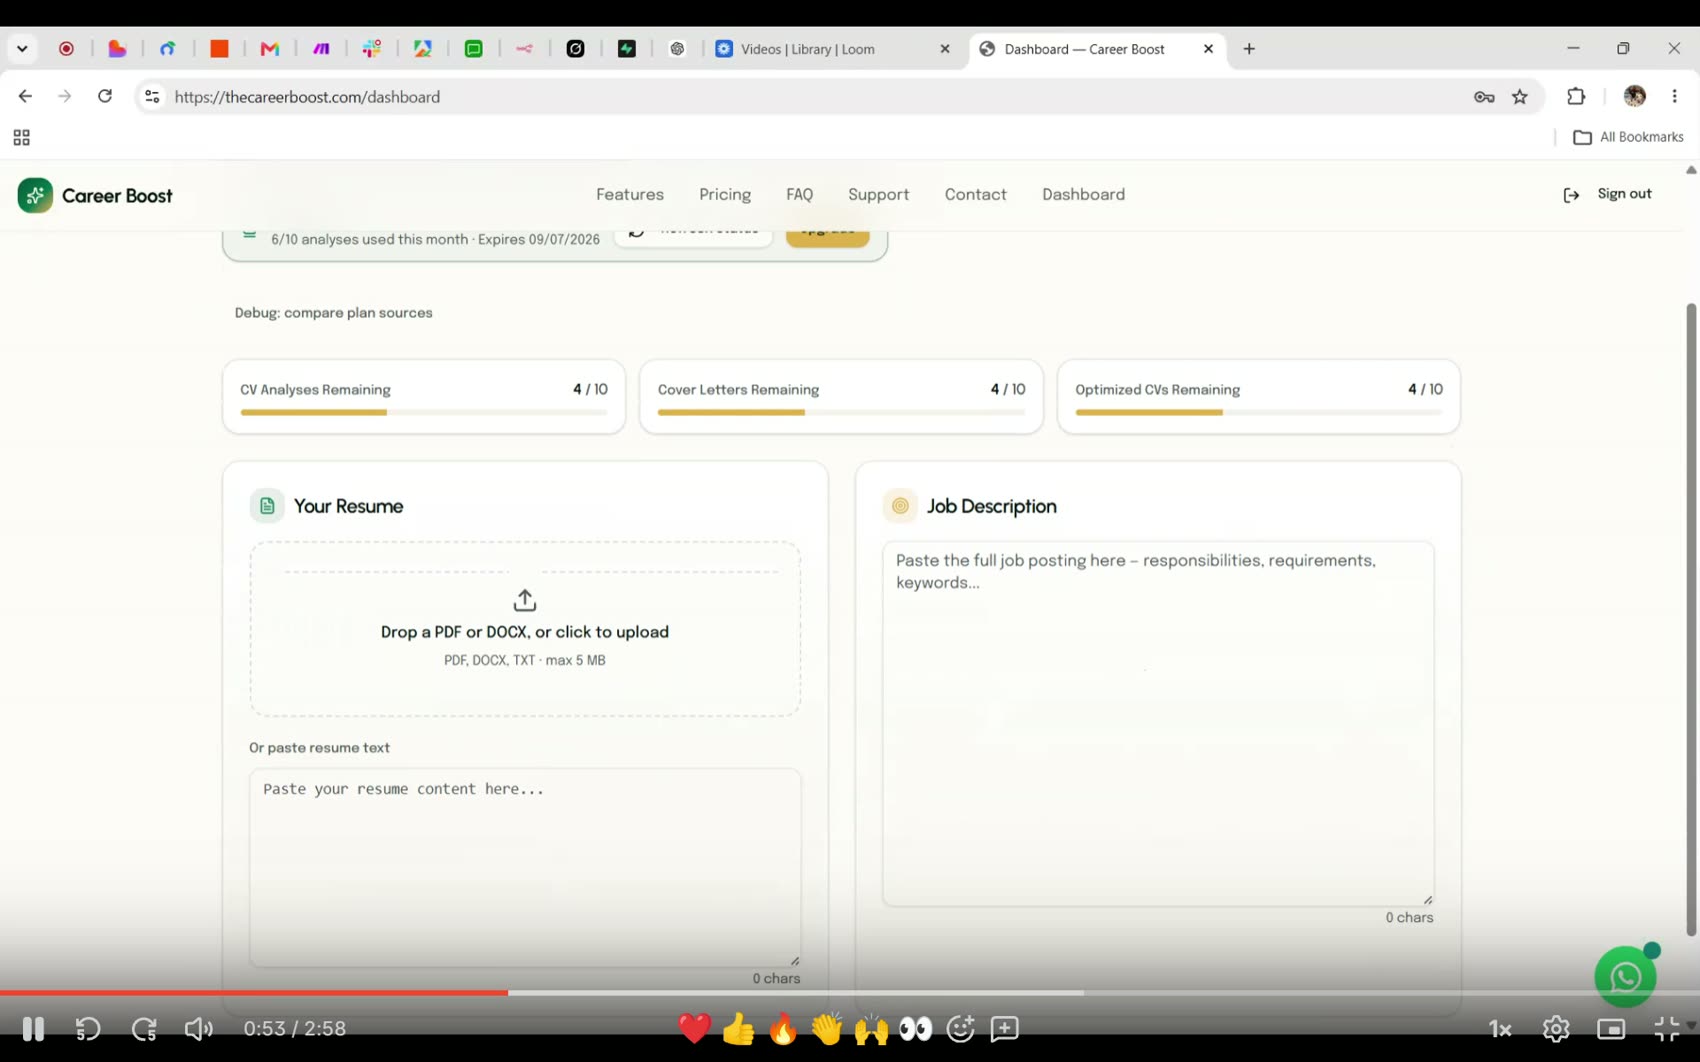 Videos | Library | Loom
Dashboard — Career Boost
https://thecareerboost.com/dashboard
All Bookmarks
Career Boost
Features
Pricing
FAQ
Support
Contact
Dashboard
Sign out
6/10 analyses used this month · Expires 09/07/2026
Debug: compare plan sources
CV Analyses Remaining
4 / 10
Cover Letters Remaining
4 / 10
Optimized CVs Remaining
4 / 10
Your Resume
Drop a PDF or DOCX, or click to upload
PDF, DOCX, TXT · max 5 MB
Or paste resume text
Paste your resume content here...
0 chars
Job Description
Paste the full job posting here – responsibilities, requirements,
keywords...
0 chars
0:53 / 2:58
1x